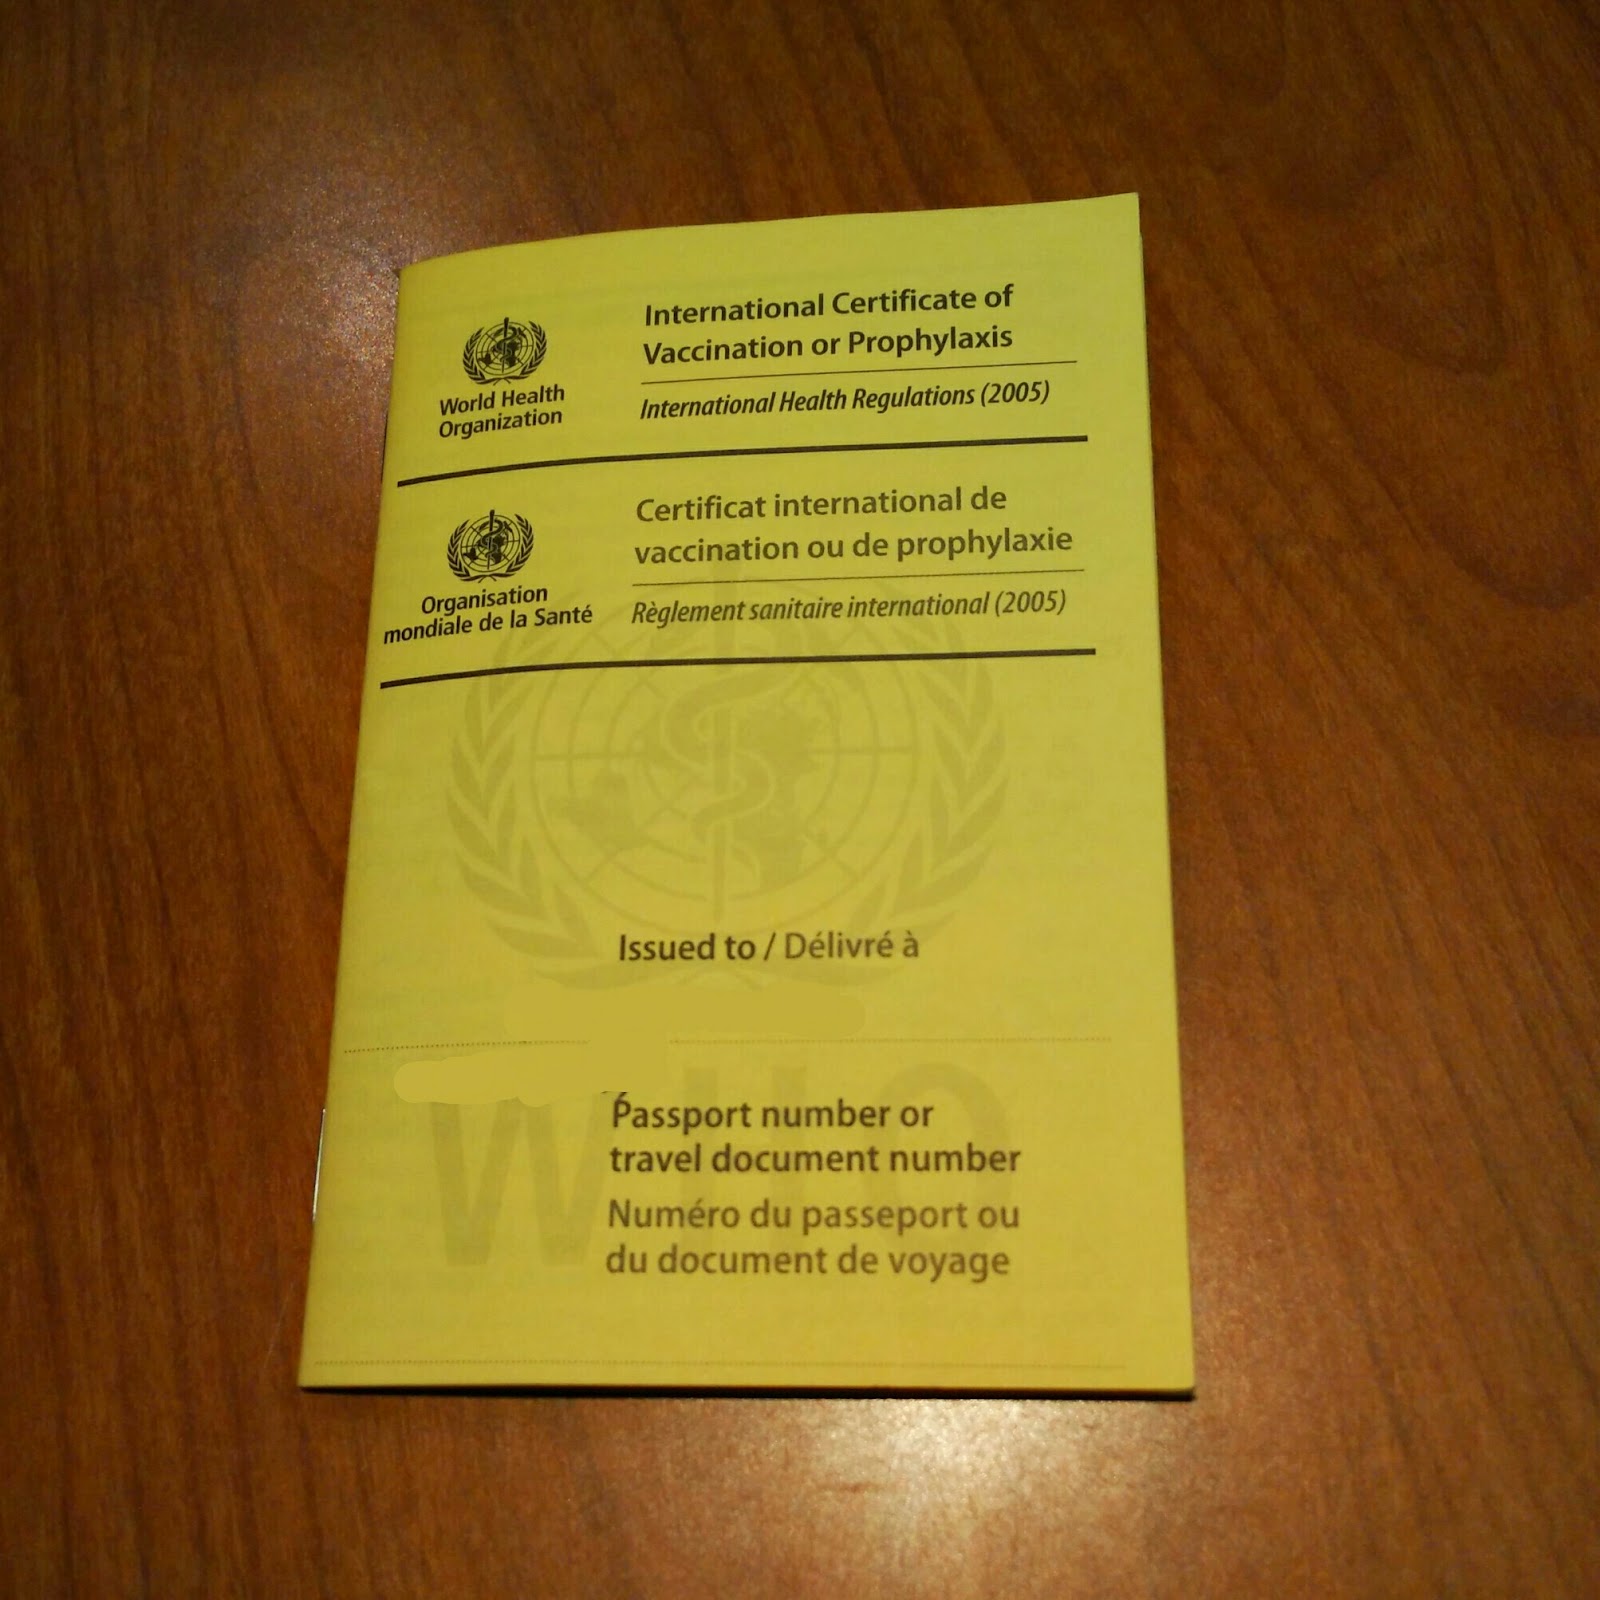 International Certificate of
Vaccination or Prophylaxis
World Health
Organization
International Health Regulations (2005)
Certificat international de
vaccination ou de prophylaxie
Organisation
mondiale de la Santé
Règlement sanitaire international (2005)
Issued to / Délivré à
WHO
Passport number or
travel document number
Numéro du passeport ou
du document de voyage